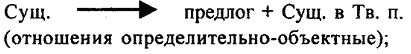 Сущ. ⟶ предлог + Сущ. в Тв. п.
(отношения определительно-объектные);